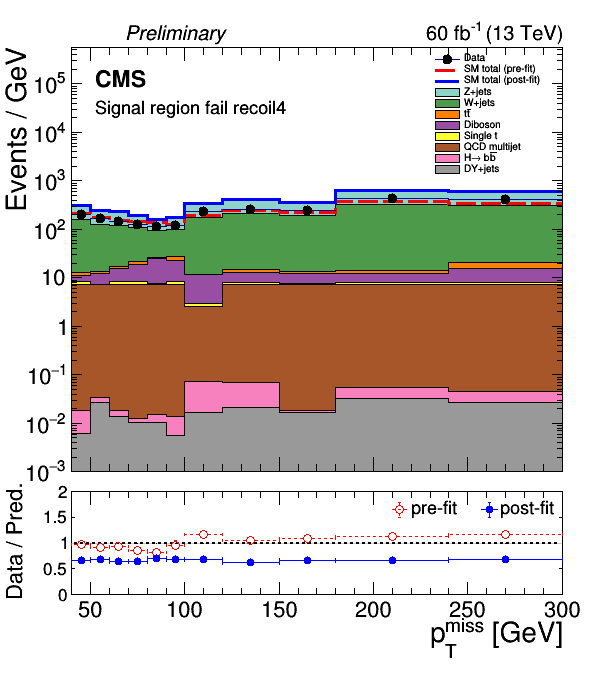 Preliminary 60 fb⁻¹ (13 TeV)
Events / GeV
10⁵
10⁴
10³
10²
10
1
10⁻¹
10⁻²
10⁻³
CMS
Signal region fail recoil4
Data
SM total (pre-fit)
SM total (post-fit)
Z+jets
W+jets
tt̅
Diboson
Single t
QCD multijet
H→ bb̅
DY+jets
Data / Pred.
2
1.5
1
0.5
0
pre-fit post-fit
50 100 150 200 250 300
p_T^miss [GeV]